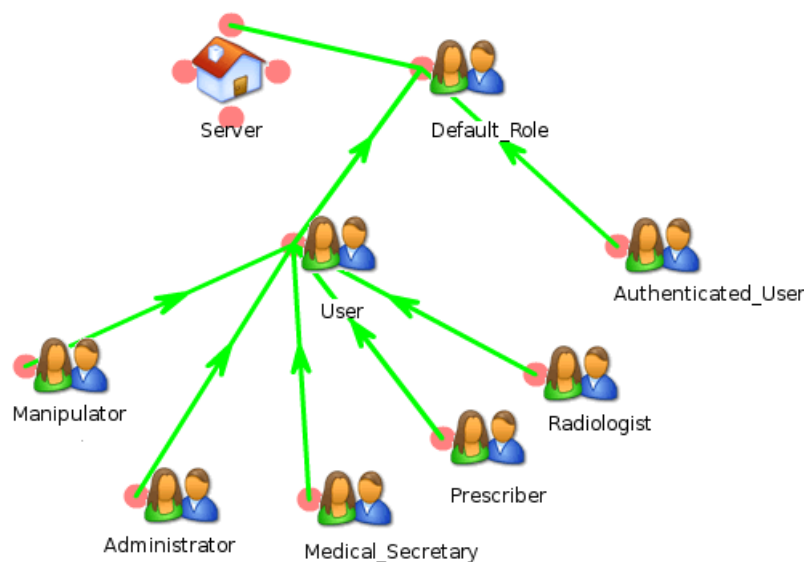 Server
Default_Role
User
Authenticated_User
Manipulator
Radiologist
Prescriber
Administrator
Medical_Secretary